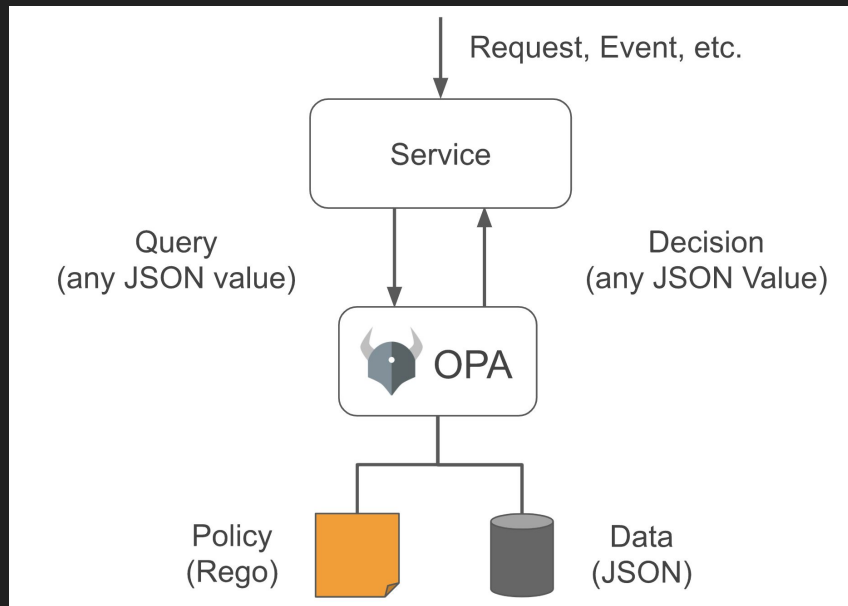 Request, Event, etc.
Service
Query
(any JSON value)
Decision
(any JSON Value)
OPA
Policy
(Rego)
Data
(JSON)